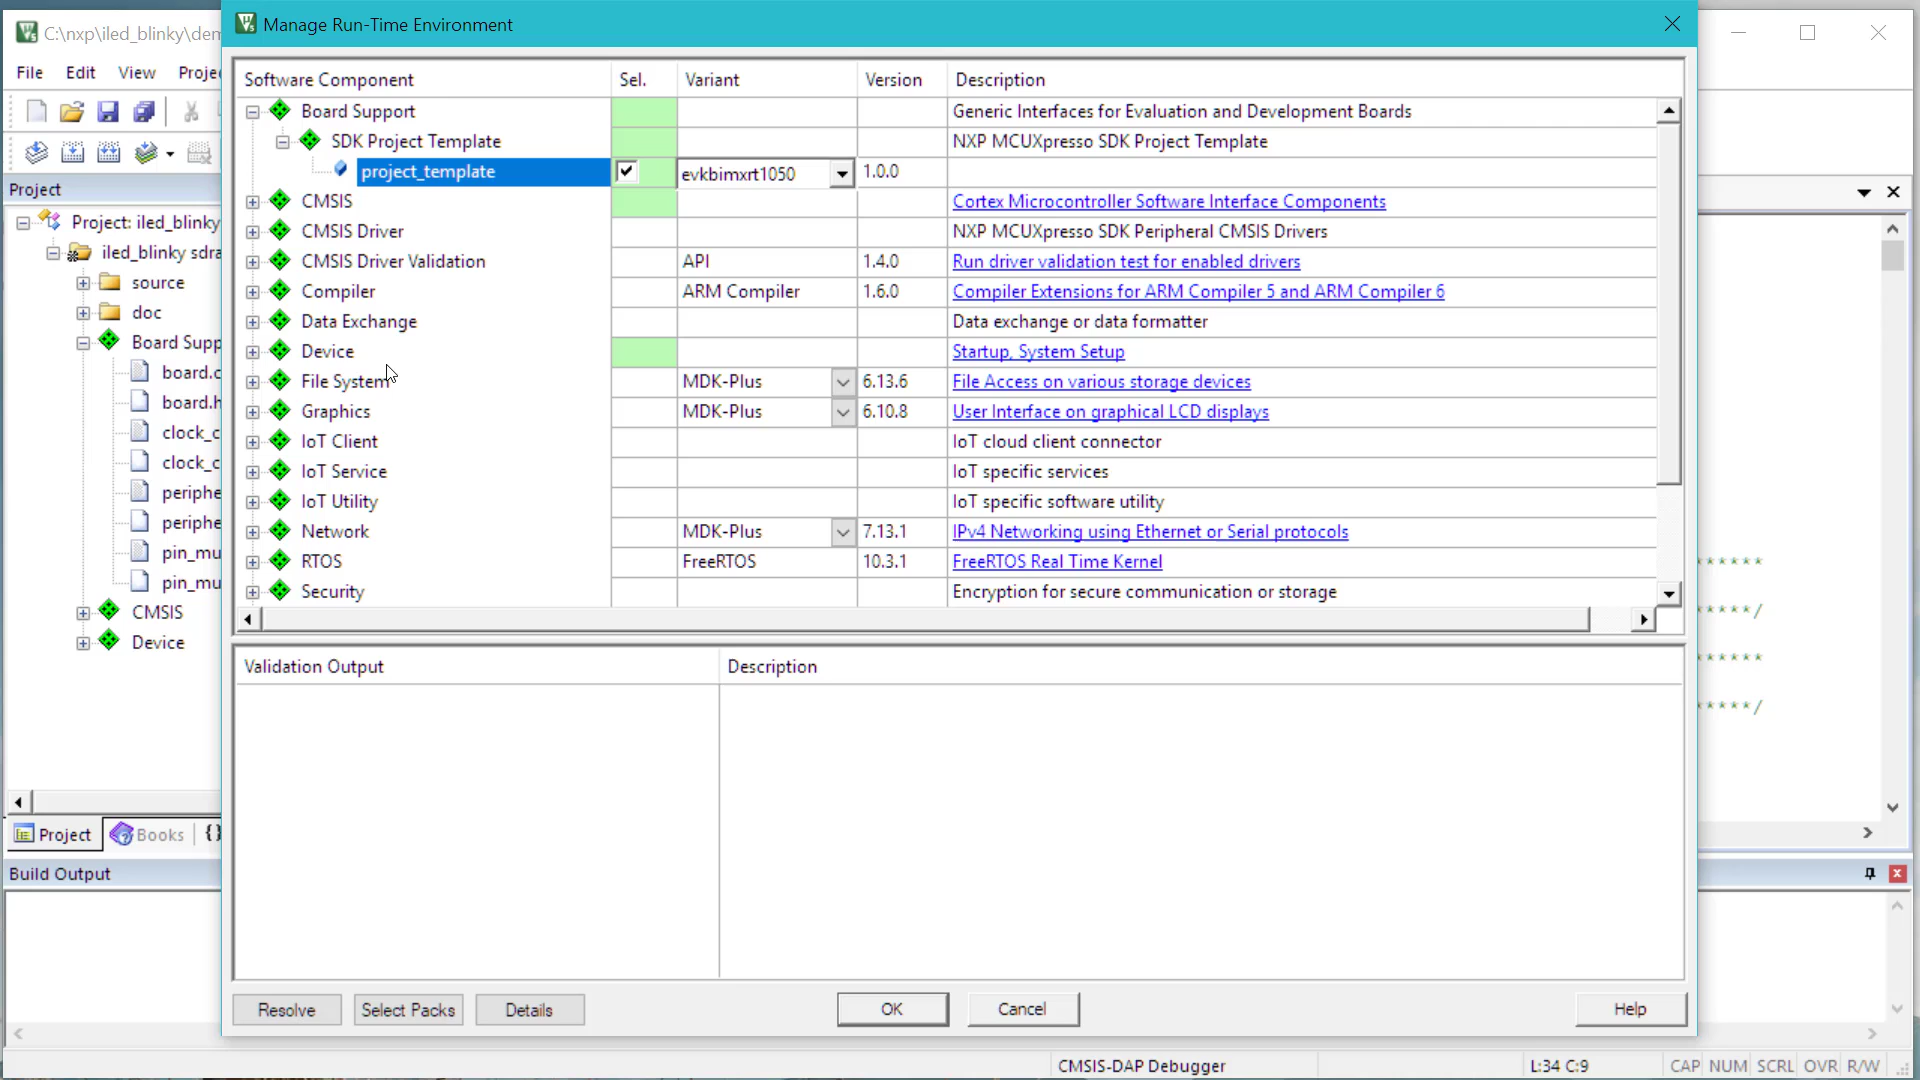 C:\nxp\iled_blinky\dem
Manage Run-Time Environment
File Edit View Projec
Software Component Sel. Variant Version Description
Board Support Generic Interfaces for Evaluation and Development Boards
SDK Project Template NXP MCUXpresso SDK Project Template
project_template evkbimxrt1050 1.0.0
CMSIS Cortex Microcontroller Software Interface Components
CMSIS Driver NXP MCUXpresso SDK Peripheral CMSIS Drivers
CMSIS Driver Validation API 1.4.0 Run driver validation test for enabled drivers
Compiler ARM Compiler 1.6.0 Compiler Extensions for ARM Compiler 5 and ARM Compiler 6
Data Exchange Data exchange or data formatter
Device Startup, System Setup
File System MDK-Plus 6.13.6 File Access on various storage devices
Graphics MDK-Plus 6.10.8 User Interface on graphical LCD displays
IoT Client IoT cloud client connector
IoT Service IoT specific services
IoT Utility IoT specific software utility
Network MDK-Plus 7.13.1 IPv4 Networking using Ethernet or Serial protocols
RTOS FreeRTOS 10.3.1 FreeRTOS Real Time Kernel
Security Encryption for secure communication or storage
Validation Output Description
Resolve Select Packs Details OK Cancel Help
Project
Project: iled_blinky
iled_blinky sdra
source
doc
Board Supp
board.c
board.h
clock_c
clock_c
periphe
periphe
pin_mu
pin_mu
CMSIS
Device
******
*****/
*****
*****/
Project Books {}
Build Output
CMSIS-DAP Debugger L:34 C:9 CAP NUM SCRL OVR R/W